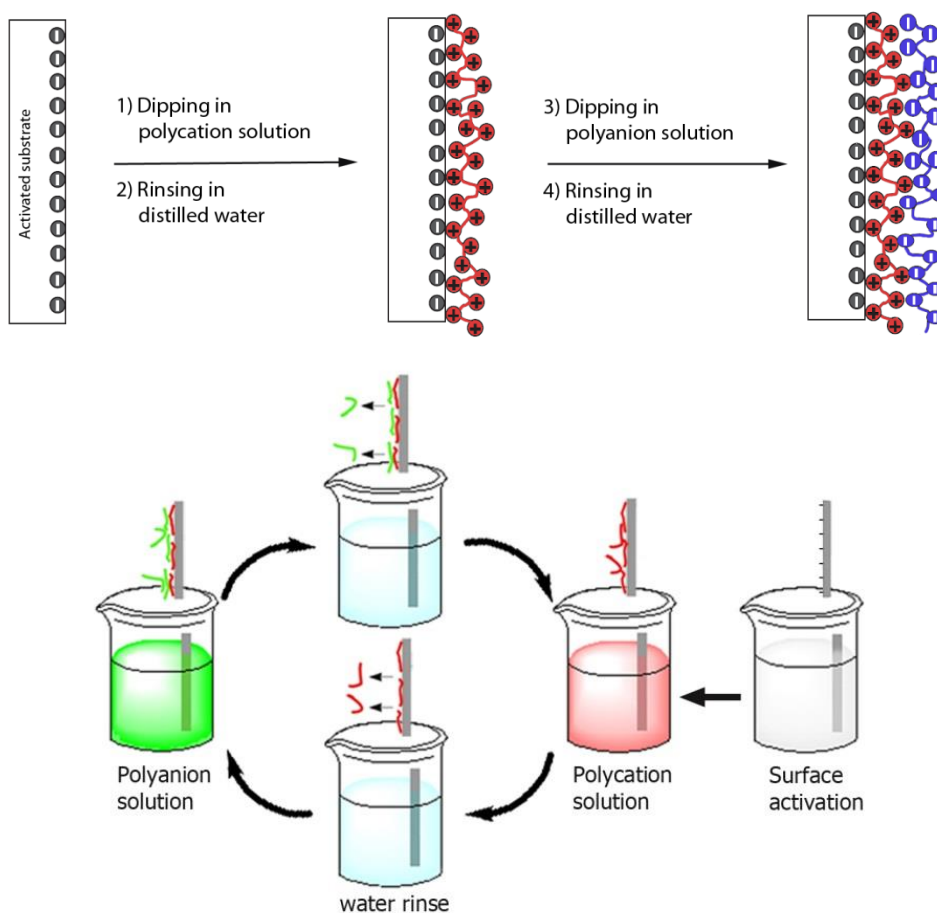 Activated substrate
1) Dipping in
polycation solution
2) Rinsing in
distilled water
3) Dipping in
polyanion solution
4) Rinsing in
distilled water
Polyanion
solution
Polycation
solution
Surface
activation
water rinse